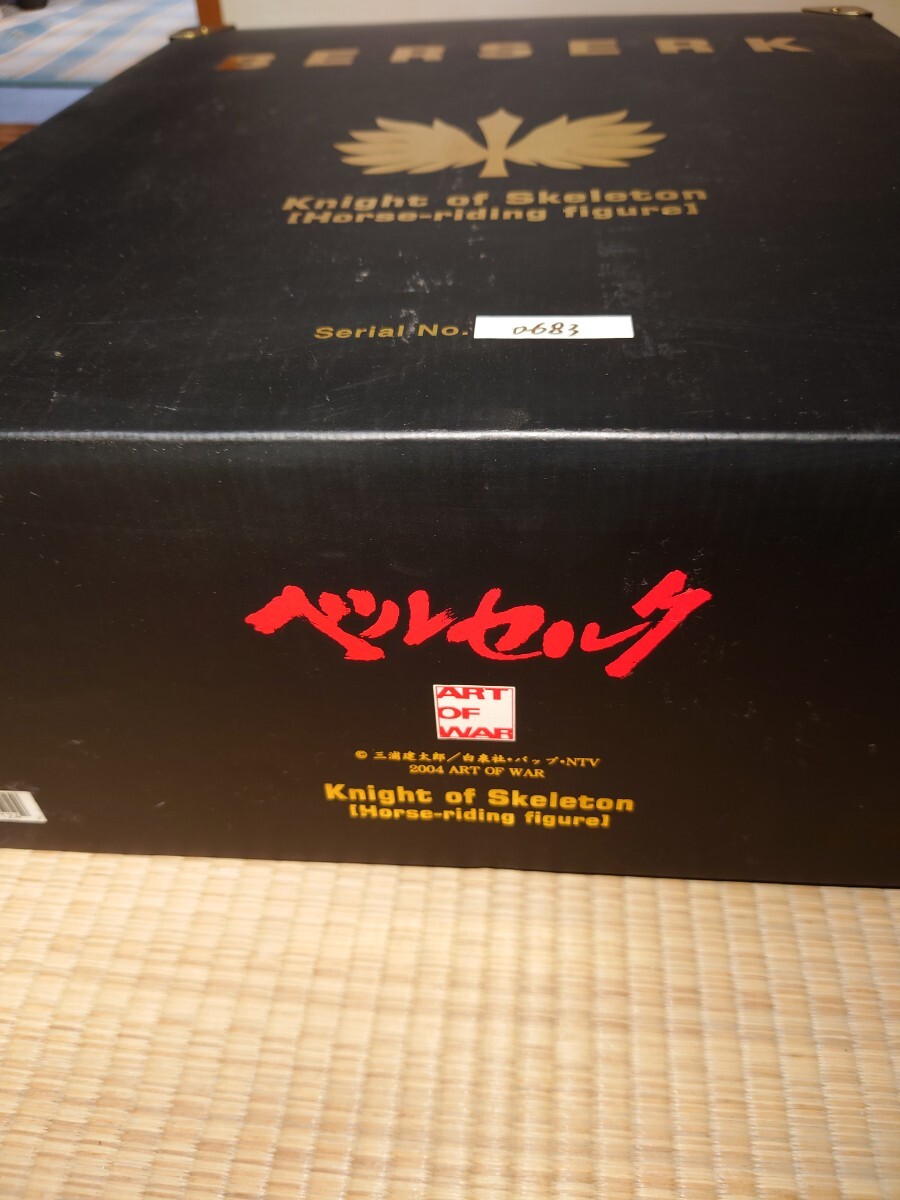 BERSERK
Knight of Skeleton
[Horse-riding figure]
Serial No. 0683
ベルセルク
ART
OF
WAR
© 三浦建太郎／白泉社・バップ・NTV
2004 ART OF WAR
Knight of Skeleton
[Horse-riding figure]